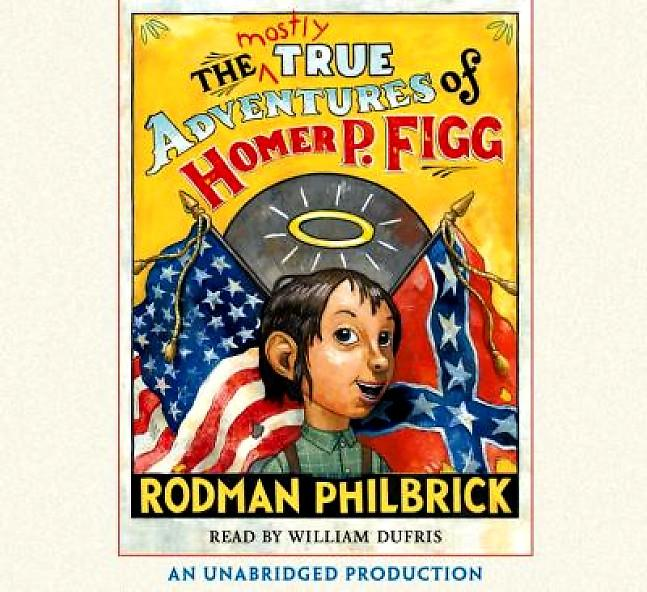 mostly
THE ^ TRUE
ADVENTURES of
HOMER P. FIGG
RODMAN PHILBRICK
READ BY WILLIAM DUFRIS
AN UNABRIDGED PRODUCTION